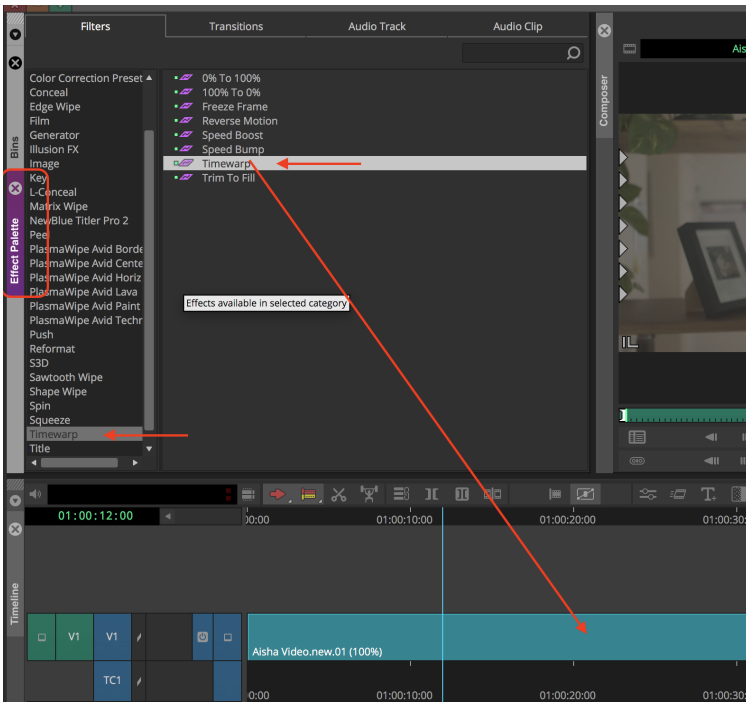 Filters
Transitions
Audio Track
Audio Clip
Color Correction Preset
Conceal
Edge Wipe
Film
Generator
Illusion FX
Image
Key
L-Conceal
Matrix Wipe
NewBlue Titler Pro 2
Peel
PlasmaWipe Avid Borde
PlasmaWipe Avid Cente
PlasmaWipe Avid Horiz
PlasmaWipe Avid Lava
PlasmaWipe Avid Paint
PlasmaWipe Avid Techn
Push
Reformat
S3D
Sawtooth Wipe
Shape Wipe
Spin
Squeeze
Timewarp
Title
0% To 100%
100% To 0%
Freeze Frame
Reverse Motion
Speed Boost
Speed Bump
Timewarp
Trim To Fill
Effects available in selected category
Bins
Effect Palette
Composer
Ais
01:00:12:00
0:00
01:00:10:00
01:00:20:00
01:00:30:
Timeline
V1
V1
Aisha Video.new.01 (100%)
TC1
0:00
01:00:10:00
01:00:20:00
01:00:30: